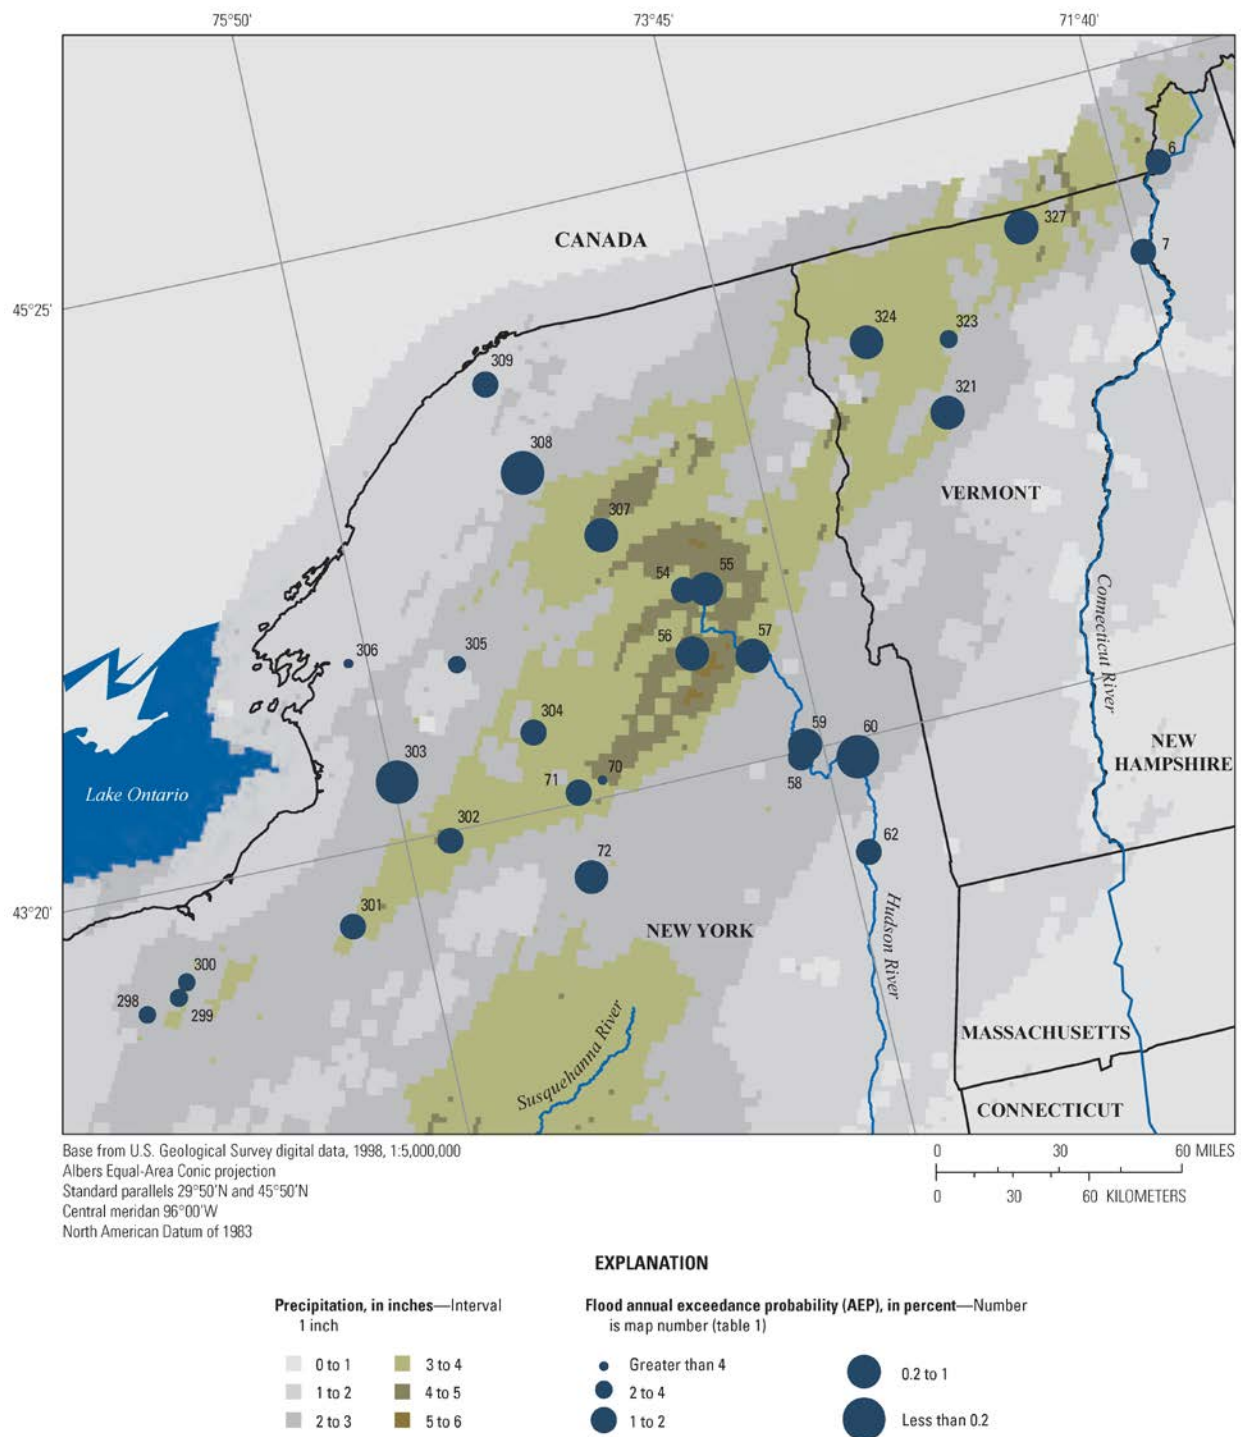 75°50'
73°45'
71°40'
6
327
CANADA
7
45°25'
324
323
309
321
308
VERMONT
307
55
54
Connecticut River
56
57
306
305
304
59
60
NEW
HAMPSHIRE
303
70
71
58
Lake Ontario
302
62
72
43°20'
301
NEW YORK
Hudson River
300
298
299
Susquehanna River
MASSACHUSETTS
CONNECTICUT
Base from U.S. Geological Survey digital data, 1998, 1:5,000,000
Albers Equal-Area Conic projection
Standard parallels 29°50'N and 45°50'N
Central meridan 96°00'W
North American Datum of 1983
0 30 60 MILES
0 30 60 KILOMETERS
EXPLANATION
Precipitation, in inches—Interval
1 inch
0 to 1
1 to 2
2 to 3
3 to 4
4 to 5
5 to 6
Flood annual exceedance probability (AEP), in percent—Number
is map number (table 1)
Greater than 4
2 to 4
1 to 2
0.2 to 1
Less than 0.2